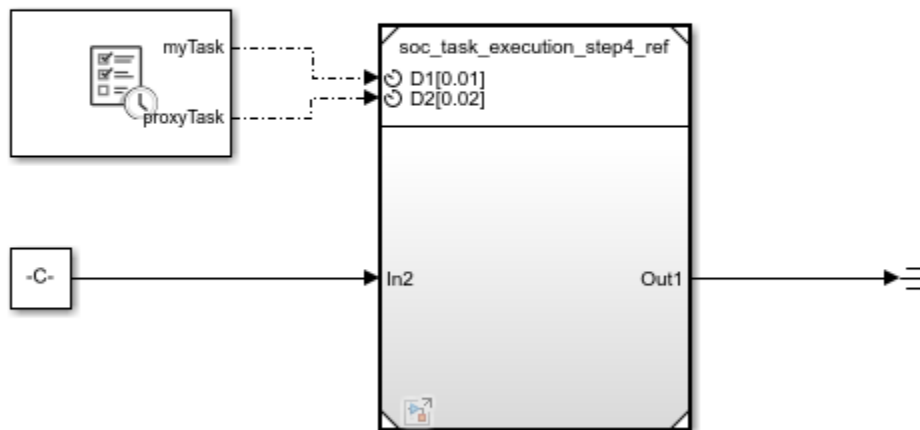 myTask
proxyTask
soc_task_execution_step4_ref
D1[0.01]
D2[0.02]
-C-
In2
Out1